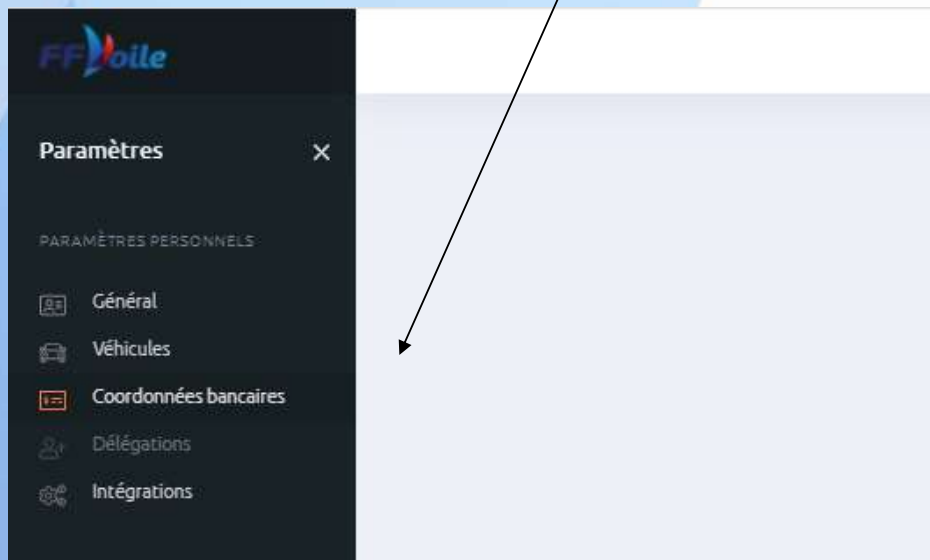 FFVoile
Paramètres
PARAMÈTRES PERSONNELS
Général
Véhicules
Coordonnées bancaires
Délégations
Intégrations